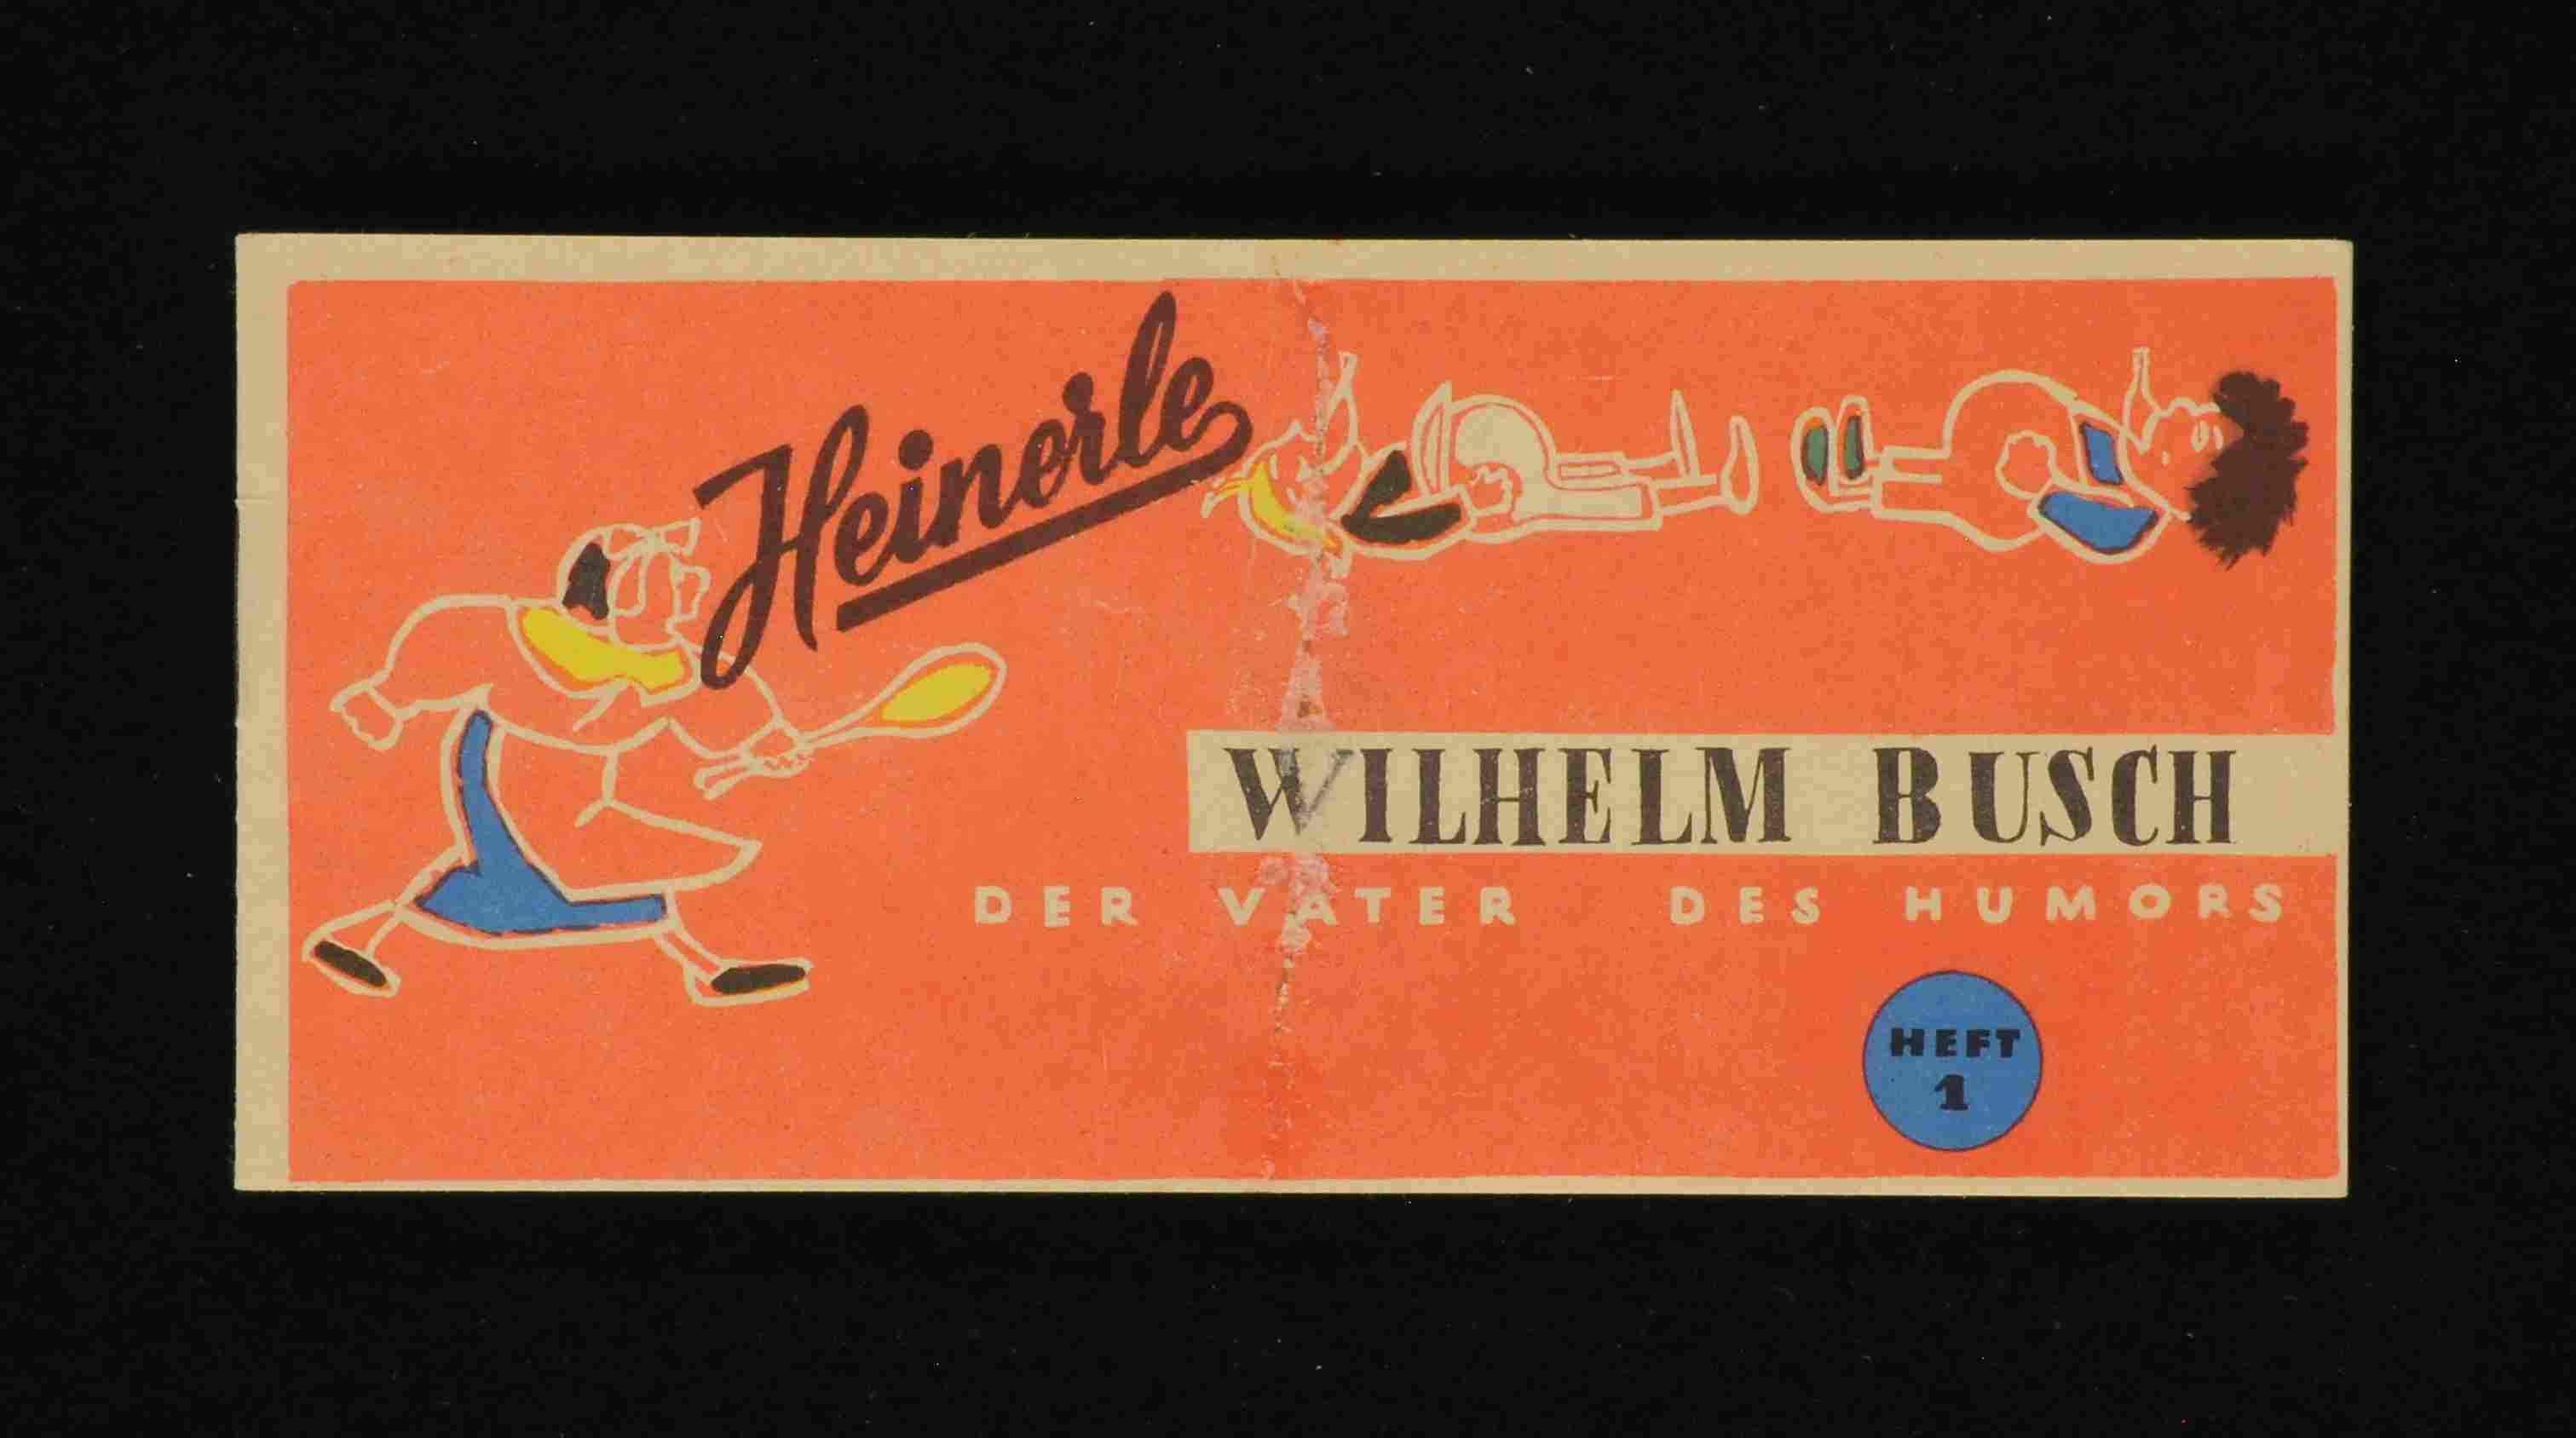 Heinerle
WILHELM BUSCH
DER VATER DES HUMORS
HEFT
1